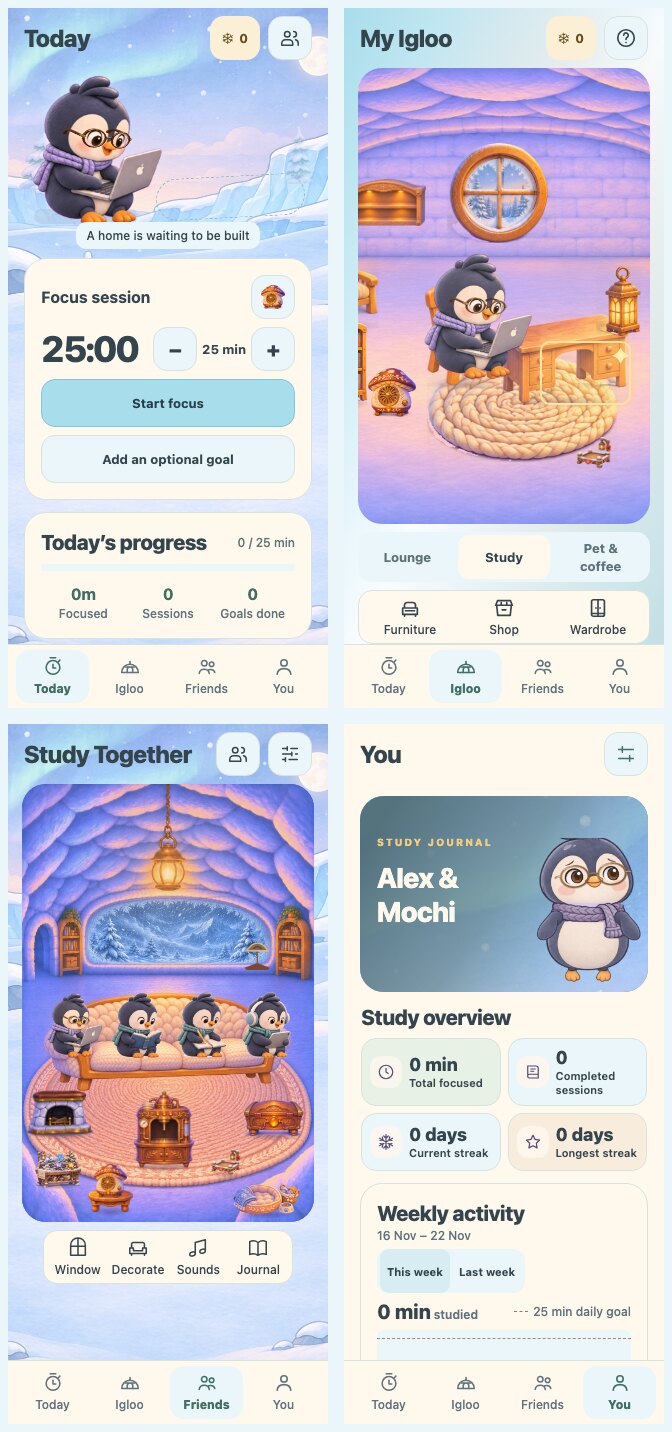 Today
0
A home is waiting to be built
Focus session
25:00
− 25 min +
Start focus
Add an optional goal
Today’s progress
0 / 25 min
0m
0
0
Focused
Sessions
Goals done
Today
Igloo
Friends
You
My Igloo
0
Lounge
Study
Pet &
coffee
Furniture
Shop
Wardrobe
Today
Igloo
Friends
You
Study Together
Window
Decorate
Sounds
Journal
Today
Igloo
Friends
You
You
STUDY JOURNAL
Alex &
Mochi
Study overview
0 min
Total focused
0
Completed
sessions
0 days
Current streak
0 days
Longest streak
Weekly activity
16 Nov – 22 Nov
This week
Last week
0 min studied
25 min daily goal
Today
Igloo
Friends
You